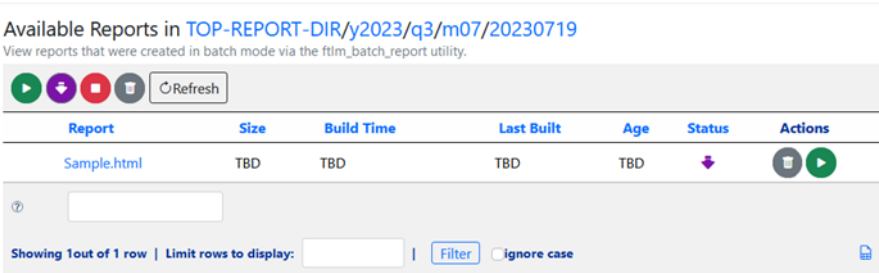 Available Reports in TOP-REPORT-DIR/y2023/q3/m07/20230719
View reports that were created in batch mode via the ftlm_batch_report utility.
Refresh
Report Size Build Time Last Built Age Status Actions
Sample.html TBD TBD TBD TBD
Showing 1out of 1 row | Limit rows to display: | Filter ignore case